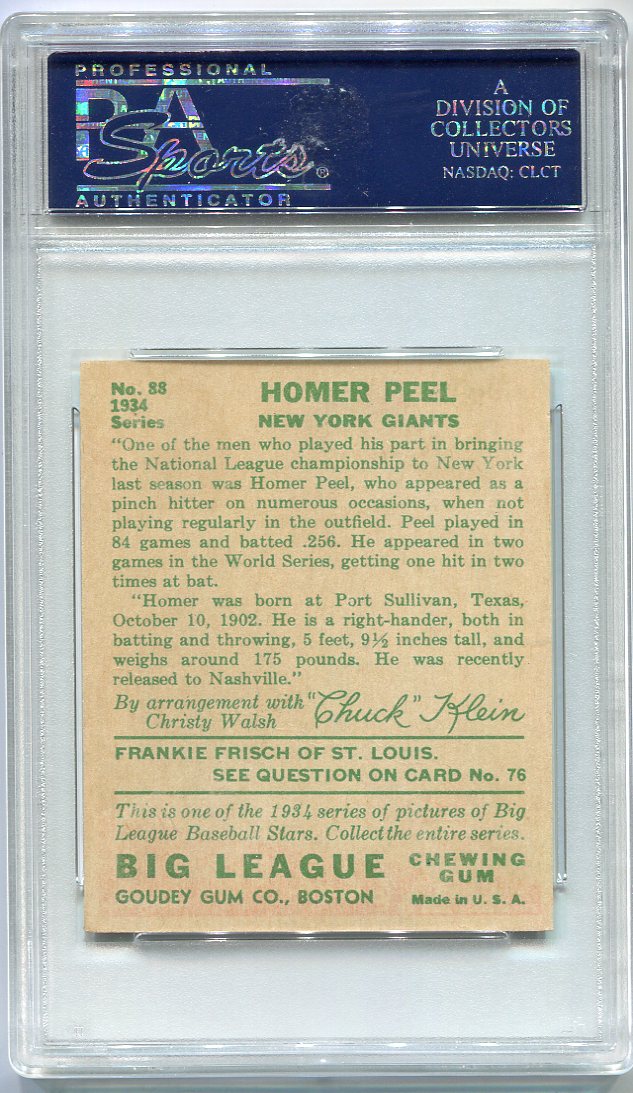 PROFESSIONAL
PSA
Sports®
AUTHENTICATOR
A
DIVISION OF
COLLECTORS
UNIVERSE
NASDAQ: CLCT
No. 88
1934
Series
HOMER PEEL
NEW YORK GIANTS
"One of the men who played his part in bringing
the National League championship to New York
last season was Homer Peel, who appeared as a
pinch hitter on numerous occasions, when not
playing regularly in the outfield. Peel played in
84 games and batted .256. He appeared in two
games in the World Series, getting one hit in two
times at bat.
"Homer was born at Port Sullivan, Texas,
October 10, 1902. He is a right-hander, both in
batting and throwing, 5 feet, 9½ inches tall, and
weighs around 175 pounds. He was recently
released to Nashville."
By arrangement with
Christy Walsh
"Chuck" Klein
FRANKIE FRISCH OF ST. LOUIS.
SEE QUESTION ON CARD No. 76
This is one of the 1934 series of pictures of Big
League Baseball Stars. Collect the entire series.
BIG LEAGUE CHEWING
GUM
GOUDEY GUM CO., BOSTON Made in U. S. A.